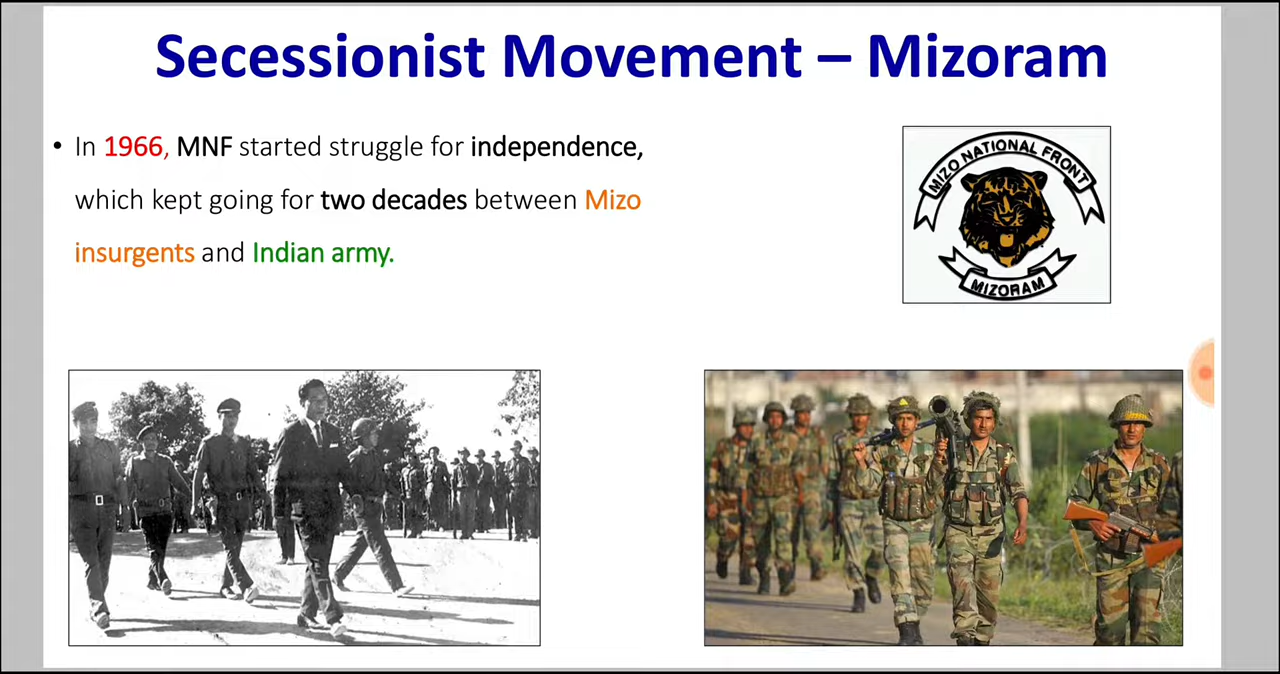 Secessionist Movement – Mizoram
• In 1966, MNF started struggle for independence,
which kept going for two decades between Mizo
insurgents and Indian army.
MIZO NATIONAL FRONT
MIZORAM